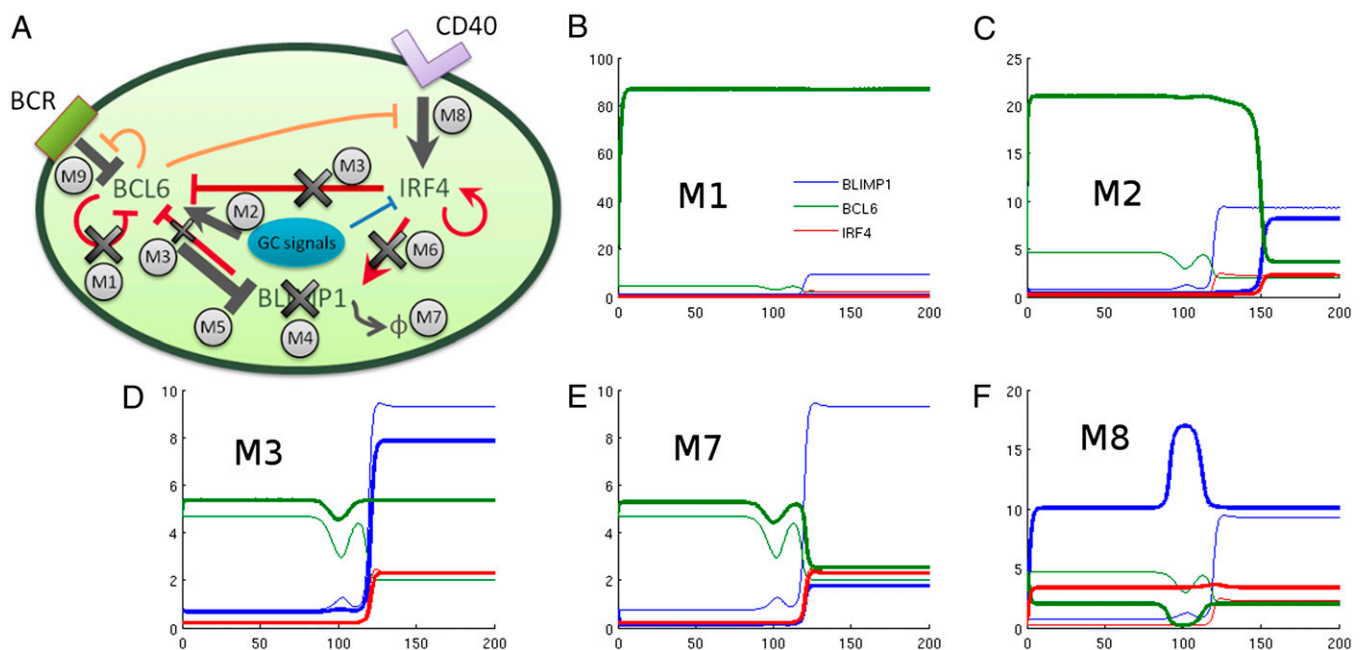 A
CD40
BCR
M8
M3
M9
BCL6
IRF4
M2
GC signals
M6
M1
M3
BLIMP1
M5
M4
ϕ
M7
B
100
80
60
40
20
0
0 50 100 150 200
M1
BLIMP1
BCL6
IRF4
C
25
20
15
10
5
0
0 50 100 150 200
M2
D
10
8
6
4
2
0
0 50 100 150 200
M3
E
10
8
6
4
2
0
0 50 100 150 200
M7
F
20
15
10
5
0
0 50 100 150 200
M8